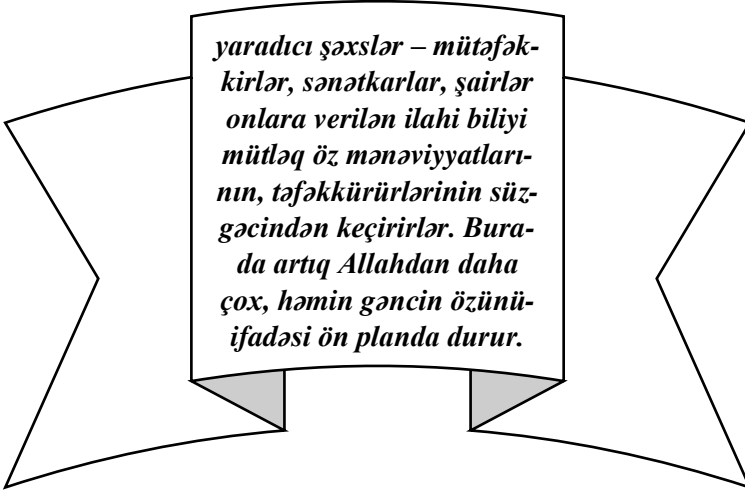 yaradıcı şəxslər – mütəfək-
kirlər, sənətkarlar, şairlər
onlara verilən ilahi biliyi
mütləq öz mənəviyyatları-
nın, təfəkkürürlərinin süz-
gəcindən keçirirlər. Bura-
da artıq Allahdan daha
çox, həmin gəncin özünü-
ifadəsi ön planda durur.